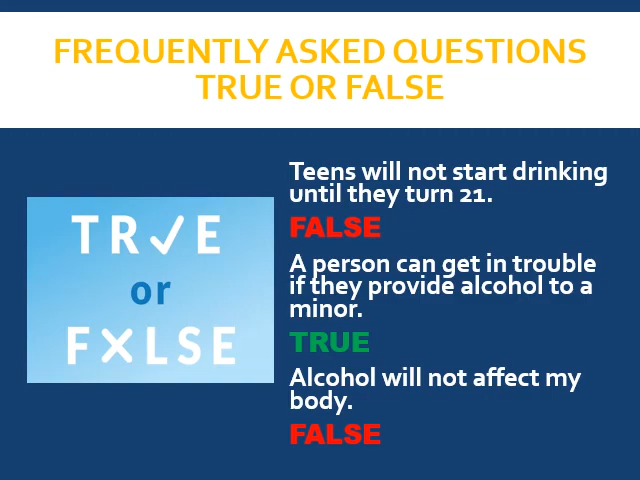 FREQUENTLY ASKED QUESTIONS
TRUE OR FALSE
TR✓E
or
F×LSE
Teens will not start drinking
until they turn 21.
FALSE
A person can get in trouble
if they provide alcohol to a
minor.
TRUE
Alcohol will not affect my
body.
FALSE